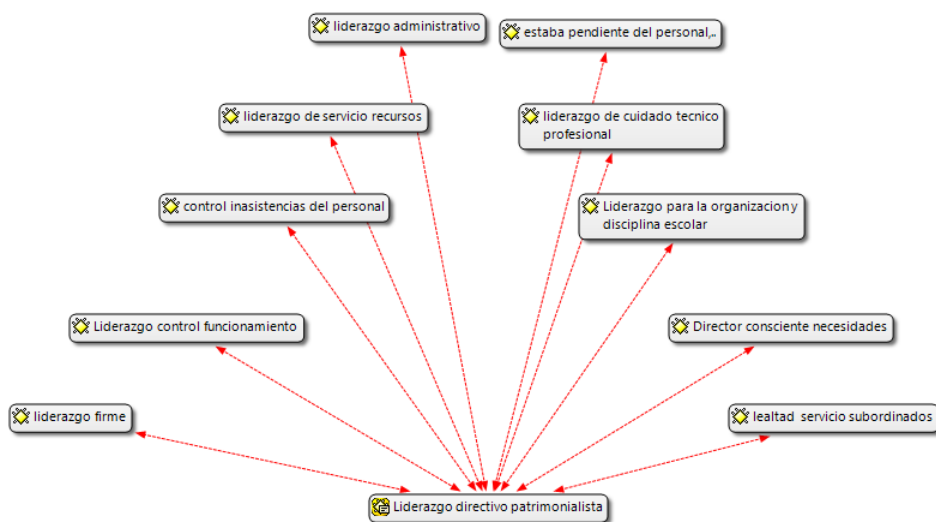 liderazgo administrativo
estaba pendiente del personal,..
liderazgo de servicio recursos
liderazgo de cuidado tecnico
profesional
control inasistencias del personal
Liderazgo para la organizacion y
disciplina escolar
Liderazgo control funcionamiento
Director consciente necesidades
liderazgo firme
lealtad servicio subordinados
Liderazgo directivo patrimonialista